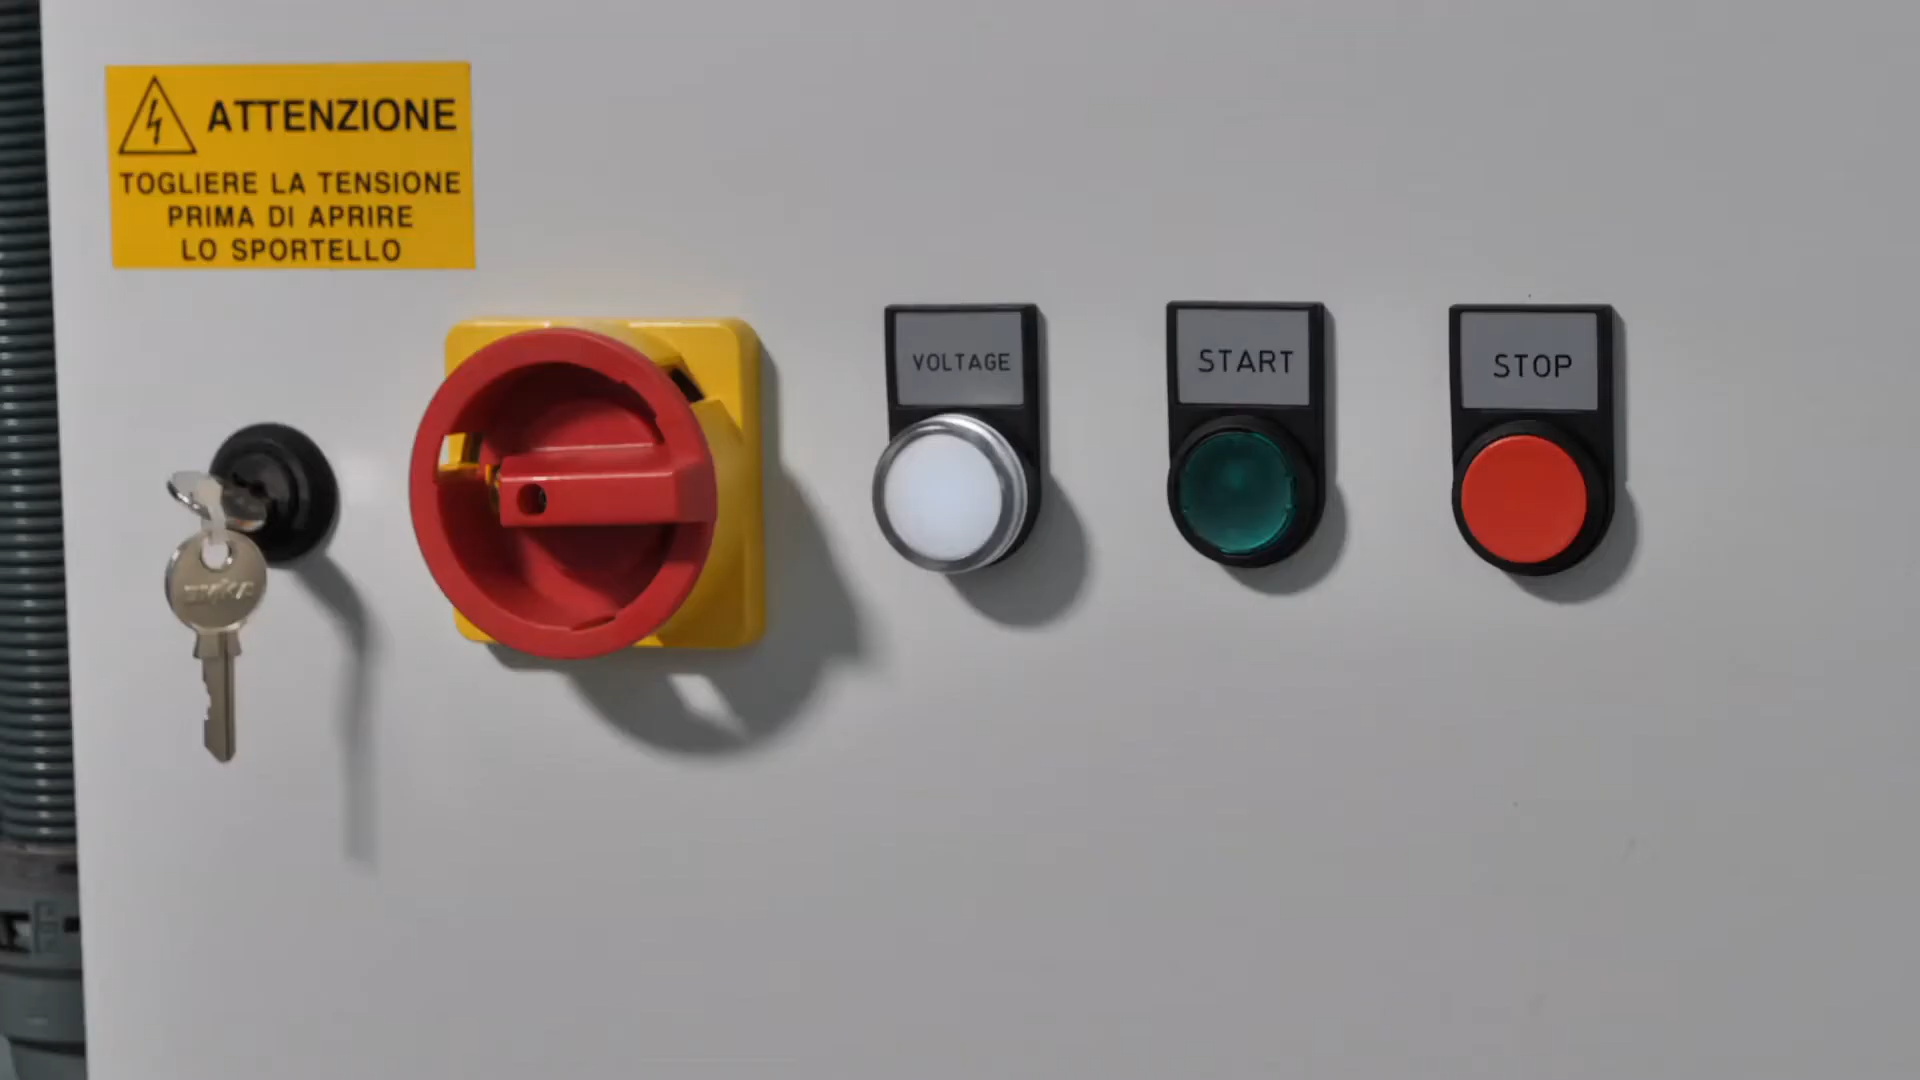 ATTENZIONE
TOGLIERE LA TENSIONE
PRIMA DI APRIRE
LO SPORTELLO
VOLTAGE
START
STOP